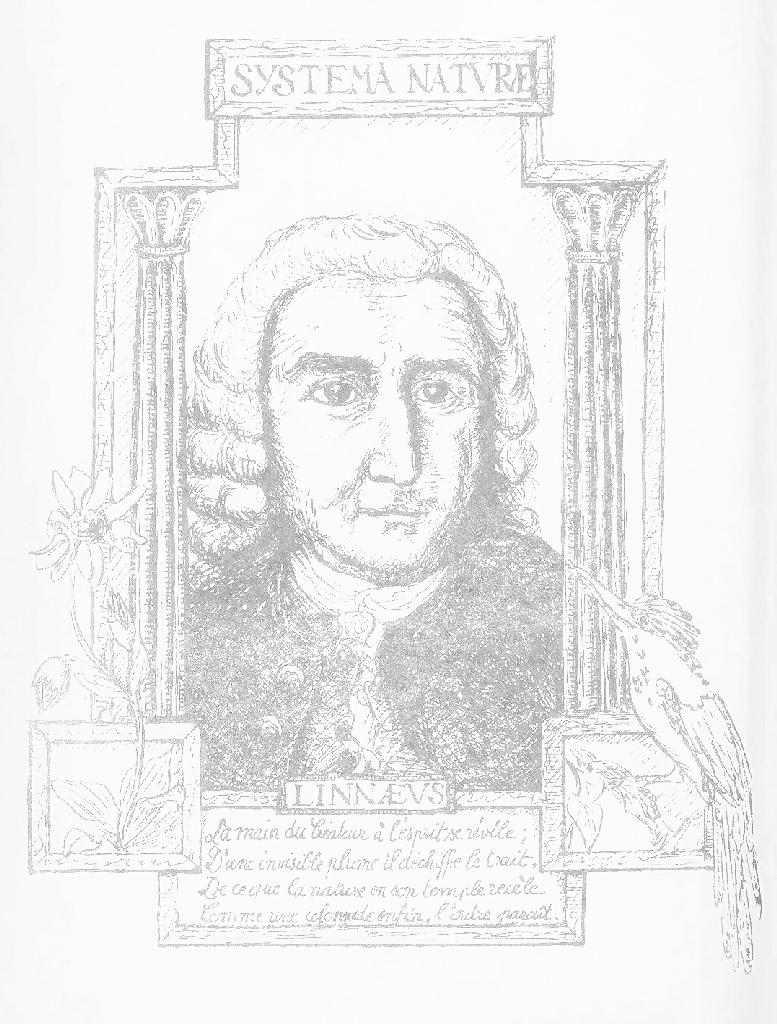 SYSTEMA NATVRE
LINNÆVS
La main du Créateur à l'esprit se révèle ;
D'une invisible plume il déchiffre le trait.
De ce que la nature en son temple recèle
Comme une colonnade enfin, l'ordre paraît.